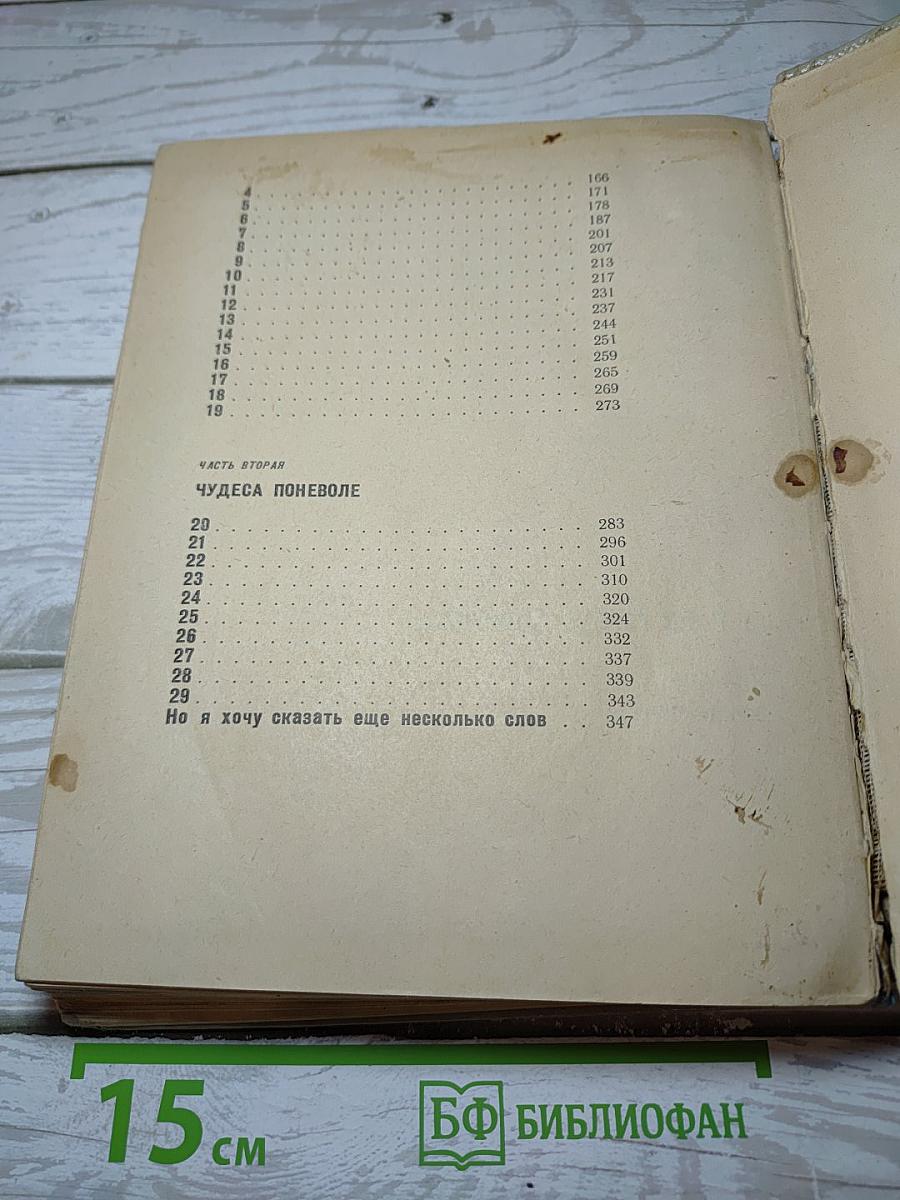 4 . . . . . . . . . . . . . . . . . . . . 166
5 . . . . . . . . . . . . . . . . . . . . 171
6 . . . . . . . . . . . . . . . . . . . . 178
7 . . . . . . . . . . . . . . . . . . . . 187
8 . . . . . . . . . . . . . . . . . . . . 201
9 . . . . . . . . . . . . . . . . . . . . 207
10 . . . . . . . . . . . . . . . . . . . . 213
11 . . . . . . . . . . . . . . . . . . . . 217
12 . . . . . . . . . . . . . . . . . . . . 231
13 . . . . . . . . . . . . . . . . . . . . 237
14 . . . . . . . . . . . . . . . . . . . . 244
15 . . . . . . . . . . . . . . . . . . . . 251
16 . . . . . . . . . . . . . . . . . . . . 259
17 . . . . . . . . . . . . . . . . . . . . 265
18 . . . . . . . . . . . . . . . . . . . . 269
19 . . . . . . . . . . . . . . . . . . . . 273
ЧАСТЬ ВТОРАЯ
ЧУДЕСА ПОНЕВОЛЕ
20 . . . . . . . . . . . . . . . . . . . . 283
21 . . . . . . . . . . . . . . . . . . . . 296
22 . . . . . . . . . . . . . . . . . . . . 301
23 . . . . . . . . . . . . . . . . . . . . 310
24 . . . . . . . . . . . . . . . . . . . . 320
25 . . . . . . . . . . . . . . . . . . . . 324
26 . . . . . . . . . . . . . . . . . . . . 332
27 . . . . . . . . . . . . . . . . . . . . 337
28 . . . . . . . . . . . . . . . . . . . . 339
29 . . . . . . . . . . . . . . . . . . . . 343
Но я хочу сказать еще несколько слов . . 347
15 см
БФ БИБЛИОФАН